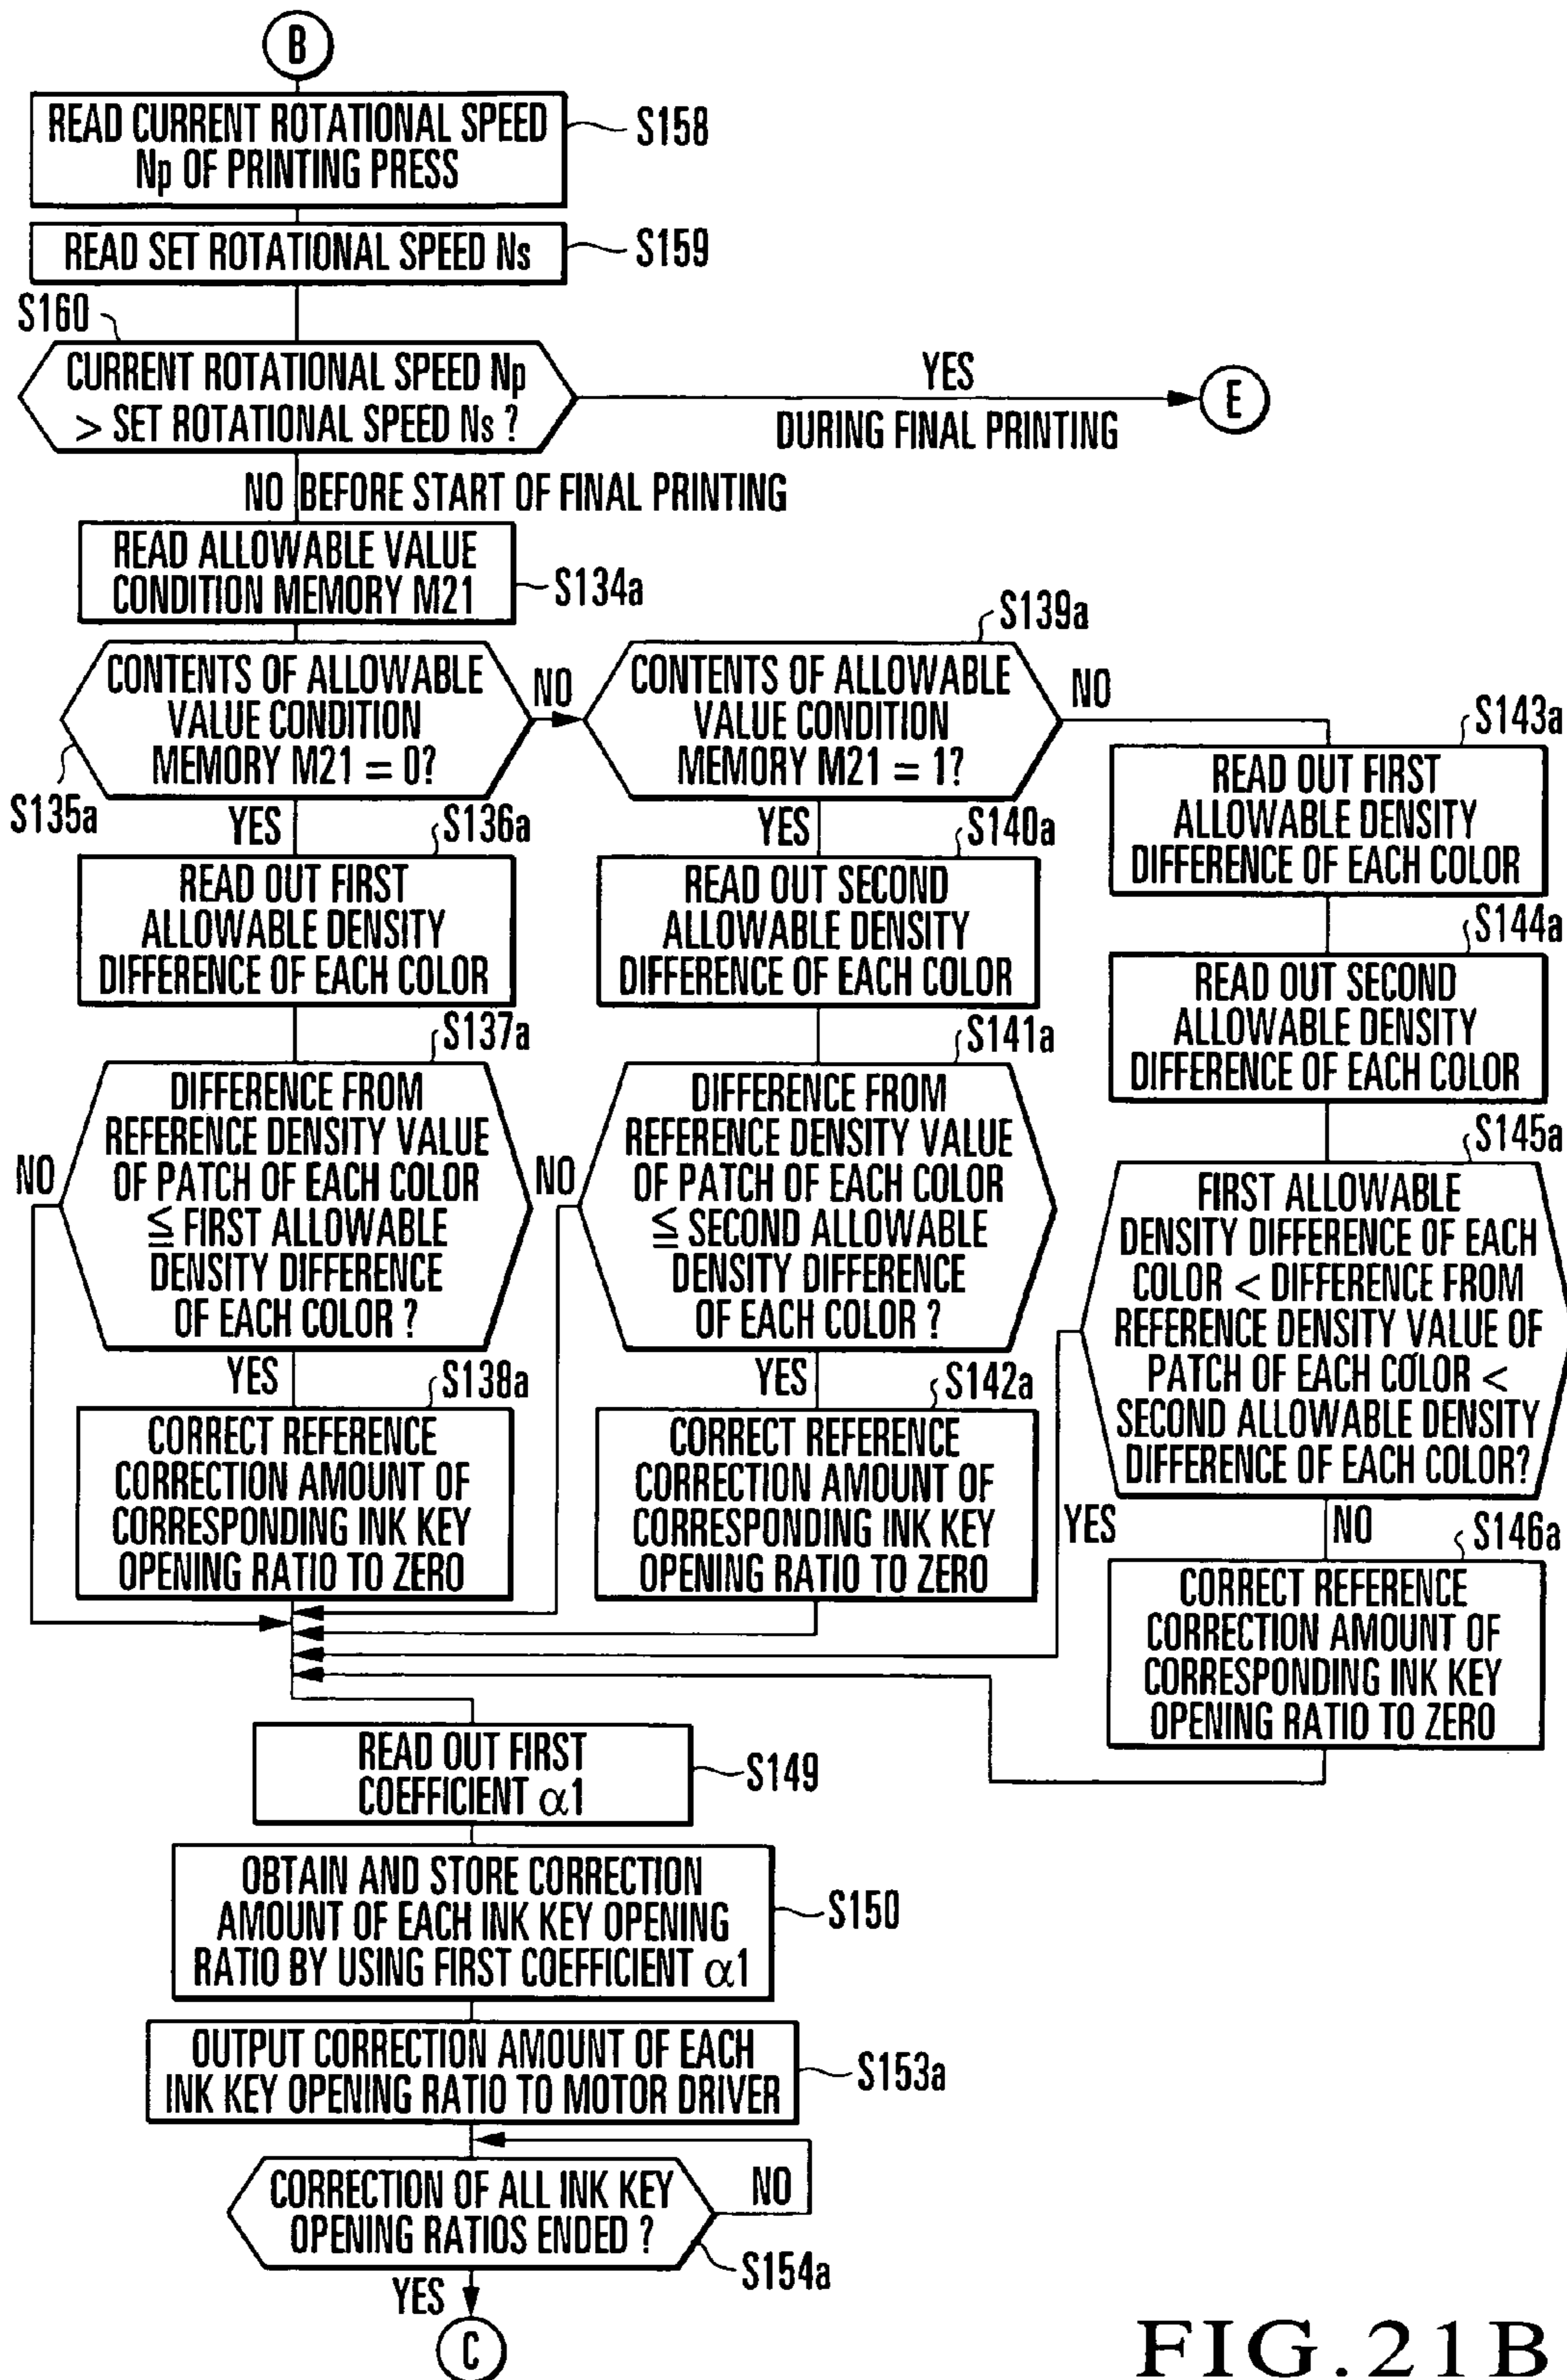 B
READ CURRENT ROTATIONAL SPEED
Np OF PRINTING PRESS
S158
READ SET ROTATIONAL SPEED Ns
S159
S160
CURRENT ROTATIONAL SPEED Np
> SET ROTATIONAL SPEED Ns ?
YES
DURING FINAL PRINTING
E
NO BEFORE START OF FINAL PRINTING
READ ALLOWABLE VALUE
CONDITION MEMORY M21
S134a
CONTENTS OF ALLOWABLE
VALUE CONDITION
MEMORY M21 = 0?
S135a
NO
YES
S139a
CONTENTS OF ALLOWABLE
VALUE CONDITION
MEMORY M21 = 1?
NO
YES
S136a
READ OUT FIRST
ALLOWABLE DENSITY
DIFFERENCE OF EACH COLOR
S137a
DIFFERENCE FROM
REFERENCE DENSITY VALUE
OF PATCH OF EACH COLOR
≦ FIRST ALLOWABLE
DENSITY DIFFERENCE
OF EACH COLOR ?
NO
YES
S138a
CORRECT REFERENCE
CORRECTION AMOUNT OF
CORRESPONDING INK KEY
OPENING RATIO TO ZERO
S140a
READ OUT SECOND
ALLOWABLE DENSITY
DIFFERENCE OF EACH COLOR
S141a
DIFFERENCE FROM
REFERENCE DENSITY VALUE
OF PATCH OF EACH COLOR
≦ SECOND ALLOWABLE
DENSITY DIFFERENCE
OF EACH COLOR ?
NO
YES
S142a
CORRECT REFERENCE
CORRECTION AMOUNT OF
CORRESPONDING INK KEY
OPENING RATIO TO ZERO
S143a
READ OUT FIRST
ALLOWABLE DENSITY
DIFFERENCE OF EACH COLOR
S144a
READ OUT SECOND
ALLOWABLE DENSITY
DIFFERENCE OF EACH COLOR
S145a
FIRST ALLOWABLE
DENSITY DIFFERENCE OF EACH
COLOR < DIFFERENCE FROM
REFERENCE DENSITY VALUE OF
PATCH OF EACH COLOR <
SECOND ALLOWABLE DENSITY
DIFFERENCE OF EACH COLOR?
YES
NO
S146a
CORRECT REFERENCE
CORRECTION AMOUNT OF
CORRESPONDING INK KEY
OPENING RATIO TO ZERO
READ OUT FIRST
COEFFICIENT α1
S149
OBTAIN AND STORE CORRECTION
AMOUNT OF EACH INK KEY OPENING
RATIO BY USING FIRST COEFFICIENT α1
S150
OUTPUT CORRECTION AMOUNT OF EACH
INK KEY OPENING RATIO TO MOTOR DRIVER
S153a
CORRECTION OF ALL INK KEY
OPENING RATIOS ENDED ?
NO
S154a
YES
C
FIG.21B